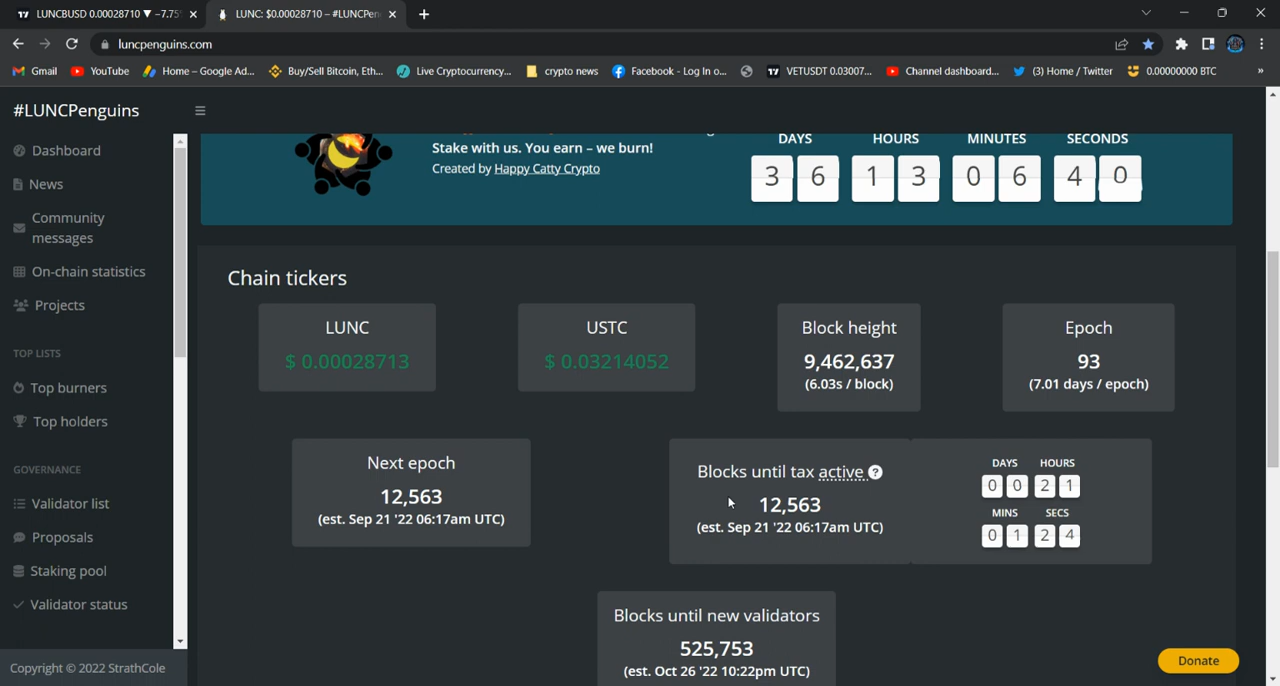 LUNCBUSD 0.00028710 ▼ −7.75%
LUNC: $0.00028710 – #LUNCPen
luncpenguins.com
Gmail
YouTube
Home – Google Ad...
Buy/Sell Bitcoin, Eth...
Live Cryptocurrency...
crypto news
Facebook - Log In o...
VETUSDT 0.03007...
Channel dashboard...
(3) Home / Twitter
0.00000000 BTC
»
#LUNCPenguins
Dashboard
News
Community
messages
On-chain statistics
Projects
TOP LISTS
Top burners
Top holders
GOVERNANCE
Validator list
Proposals
Staking pool
Validator status
Copyright © 2022 StrathCole
Stake with us. You earn – we burn!
Created by Happy Catty Crypto
DAYS HOURS MINUTES SECONDS
3 6 1 3 0 6 4 0
Chain tickers
LUNC
$ 0.00028713
USTC
$ 0.03214052
Block height
9,462,637
(6.03s / block)
Epoch
93
(7.01 days / epoch)
Next epoch
12,563
(est. Sep 21 '22 06:17am UTC)
Blocks until tax active ?
12,563
(est. Sep 21 '22 06:17am UTC)
DAYS HOURS
0 0 2 1
MINS SECS
0 1 2 4
Blocks until new validators
525,753
(est. Oct 26 '22 10:22pm UTC)
Donate